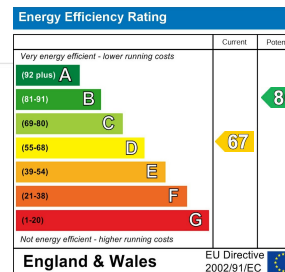 Energy Efficiency Rating
Current
Very energy efficient - lower running costs
(92 plus) A
(81-91) B
8
(69-80) C
(55-68) D
67
(39-54) E
(21-38) F
(1-20) G
Not energy efficient - higher running costs
England & Wales
EU Directive
2002/91/EC